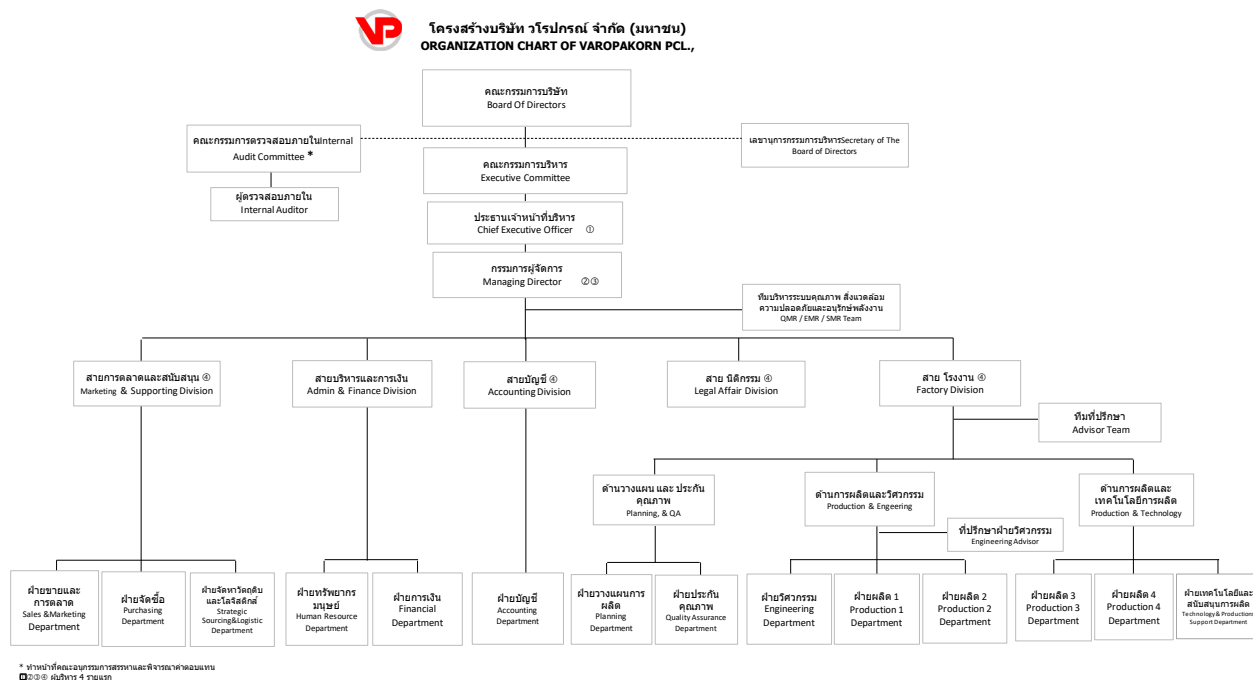 VP
โครงสร้างบริษัท วโรปกรณ์ จำกัด (มหาชน)
ORGANIZATION CHART OF VAROPAKORN PCL.,
คณะกรรมการบริษัท
Board Of Directors
คณะกรรมการตรวจสอบภายในInternal
Audit Committee *
เลขานุการกรรมการบริหารSecretary of The
Board of Directors
คณะกรรมการบริหาร
Executive Committee
ผู้ตรวจสอบภายใน
Internal Auditor
ประธานเจ้าหน้าที่บริหาร
Chief Executive Officer ①
กรรมการผู้จัดการ
Managing Director ②③
ทีมบริหารระบบคุณภาพ สิ่งแวดล้อม
ความปลอดภัยและอนุรักษ์พลังงาน
QMR / EMR / SMR Team
สายการตลาดและสนับสนุน ④
Marketing & Supporting Division
สายบริหารและการเงิน
Admin & Finance Division
สายบัญชี ④
Accounting Division
สาย นิติกรรม ④
Legal Affair Division
สาย โรงงาน ④
Factory Division
ทีมที่ปรึกษา
Advisor Team
ด้านวางแผน และ ประกัน
คุณภาพ
Planning, & QA
ด้านการผลิตและวิศวกรรม
Production & Engeering
ด้านการผลิตและ
เทคโนโลยีการผลิต
Production & Technology
ที่ปรึกษาฝ่ายวิศวกรรม
Engineering Advisor
ฝ่ายขายและ
การตลาด
Sales &Marketing
Department
ฝ่ายจัดซื้อ
Purchasing
Department
ฝ่ายจัดหาวัตถุดิบ
และโลจิสติกส์
Strategic
Sourcing&Logistic
Department
ฝ่ายทรัพยากร
มนุษย์
Human Resource
Department
ฝ่ายการเงิน
Financial
Department
ฝ่ายบัญชี
Accounting
Department
ฝ่ายวางแผนการ
ผลิต
Planning
Department
ฝ่ายประกัน
คุณภาพ
Quality Assurance
Department
ฝ่ายวิศวกรรม
Engineering
Department
ฝ่ายผลิต 1
Production 1
Department
ฝ่ายผลิต 2
Production 2
Department
ฝ่ายผลิต 3
Production 3
Department
ฝ่ายผลิต 4
Production 4
Department
ฝ่ายเทคโนโลยีและ
สนับสนุนการผลิต
Technology& Productions
Support Department
* ทำหน้าที่คณะอนุกรรมการสรรหาและพิจารณาค่าตอบแทน
②③④ ผู้บริหาร 4 รายแรก